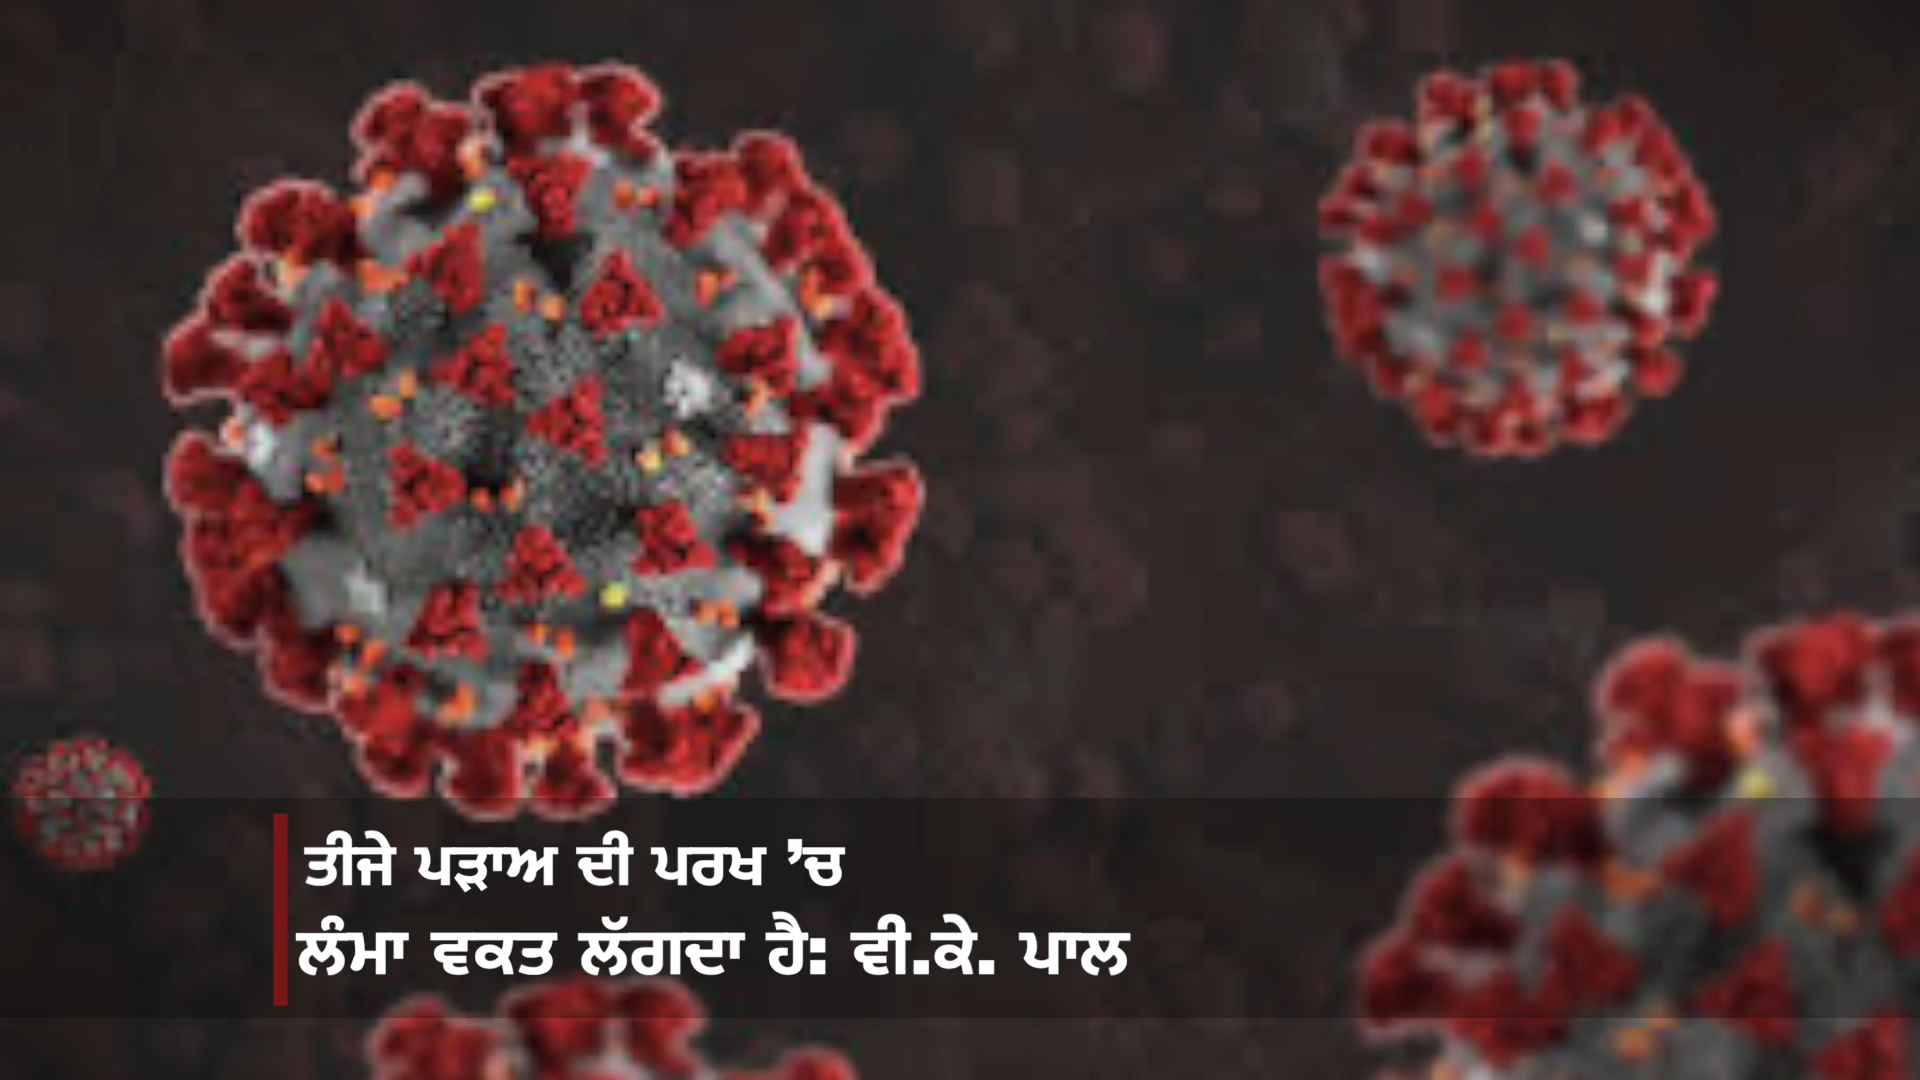 ਤੀਜੇ ਪੜਾਅ ਦੀ ਪਰਖ ’ਚ
ਲੰਮਾ ਵਕਤ ਲੱਗਦਾ ਹੈ: ਵੀ.ਕੇ. ਪਾਲ